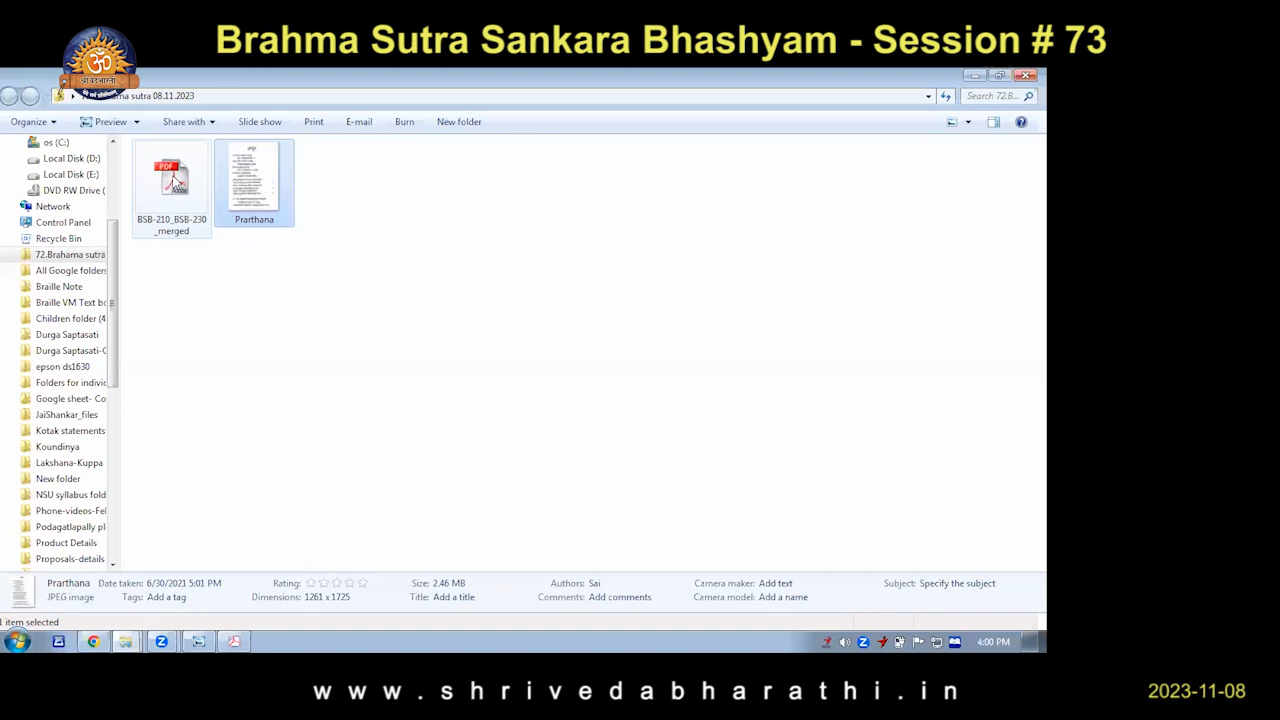 Brahma Sutra Sankara Bhashyam - Session # 73
श्रीवेदभारती
sutra 08.11.2023
Search 72.B...
Organize
Preview
Share with
Slide show
Print
E-mail
Burn
New folder
os (C:)
Local Disk (D:)
Local Disk (E:)
DVD RW Drive (
Network
Control Panel
Recycle Bin
72.Brahama sutra
All Google folders
Braille Note
Braille VM Text bo
Children folder (4
Durga Saptasati
Durga Saptasati-C
epson ds1630
Folders for indivic
Google sheet- Co
JaiShankar_files
Kotak statements
Koundinya
Lakshana-Kuppa
New folder
NSU syllabus fold
Phone-videos-Fel
Podagatlapally pl
Product Details
Proposals-details
PDF
BSB-210_BSB-230
_merged
Prarthana
Prarthana Date taken: 6/30/2021 5:01 PM Rating: Size: 2.46 MB Authors: Sai Camera maker: Add text Subject: Specify the subject
JPEG image Tags: Add a tag Dimensions: 1261 x 1725 Title: Add a title Comments: Add comments Camera model: Add a name
1 item selected
4:00 PM
www.shrivedabharathi.in
2023-11-08